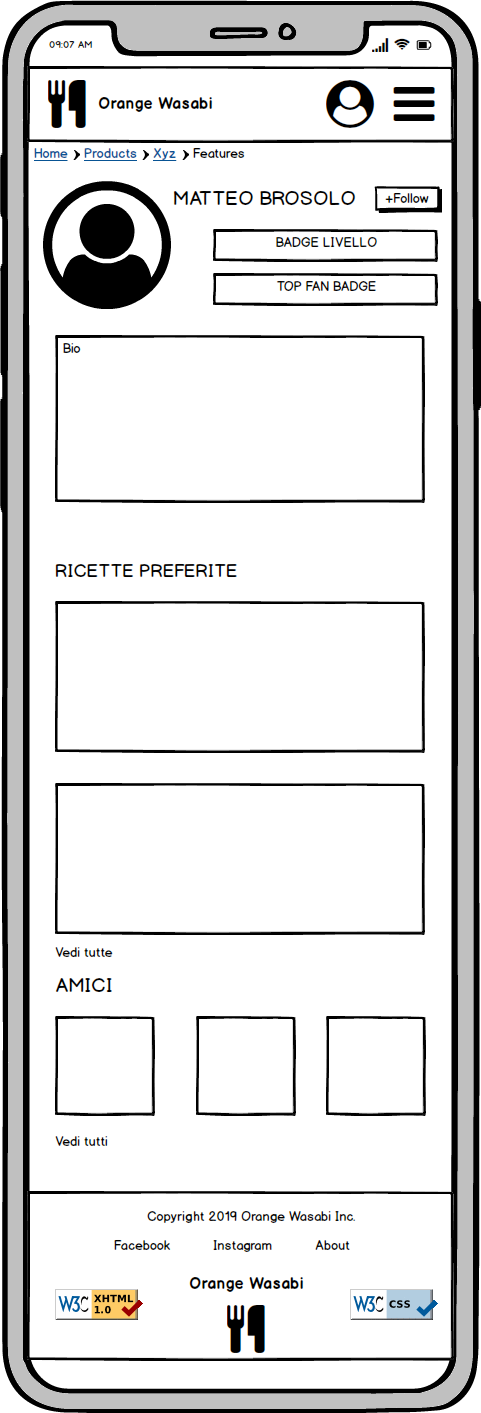 09:07 AM
Orange Wasabi
Home Products Xyz Features
MATTEO BROSOLO
+Follow
BADGE LIVELLO
TOP FAN BADGE
Bio
RICETTE PREFERITE
Vedi tutte
AMICI
Vedi tutti
Copyright 2019 Orange Wasabi Inc.
Facebook Instagram About
Orange Wasabi
W3C XHTML 1.0
W3C CSS